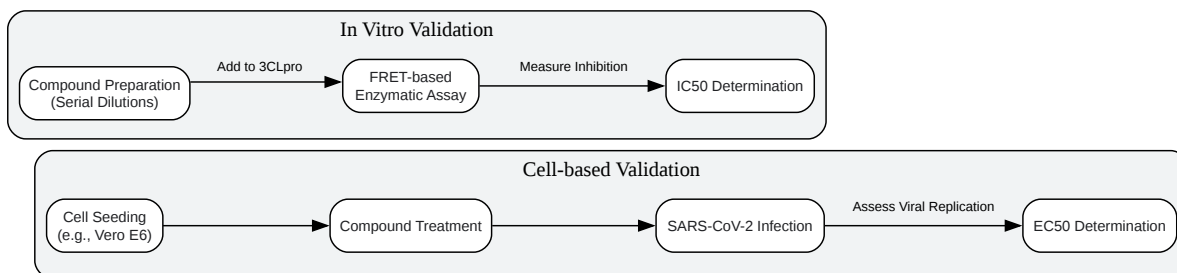 In Vitro Validation
Compound Preparation
(Serial Dilutions)
Add to 3CLpro
FRET-based
Enzymatic Assay
Measure Inhibition
IC50 Determination
Cell-based Validation
Cell Seeding
(e.g., Vero E6)
Compound Treatment
SARS-CoV-2 Infection
Assess Viral Replication
EC50 Determination